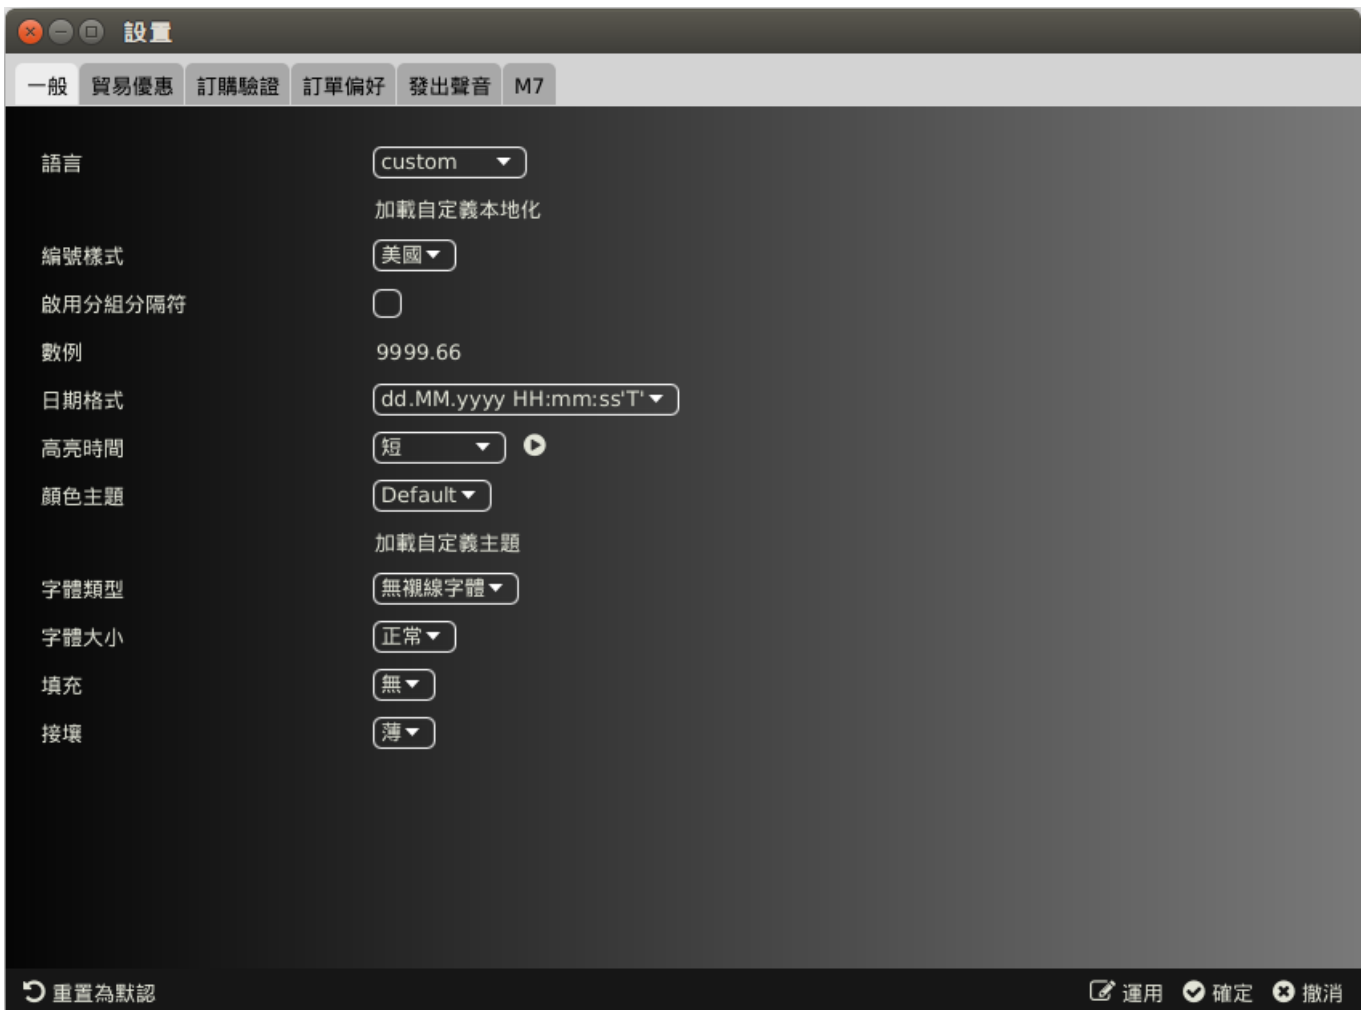 設置
一般 貿易優惠 訂購驗證 訂單偏好 發出聲音 M7
語言 custom
加載自定義本地化
編號樣式 美國
啟用分組分隔符
數例 9999.66
日期格式 dd.MM.yyyy HH:mm:ss'T'
高亮時間 短
顏色主題 Default
加載自定義主題
字體類型 無襯線字體
字體大小 正常
填充 無
接壤 薄
重置為默認 運用 確定 撤消